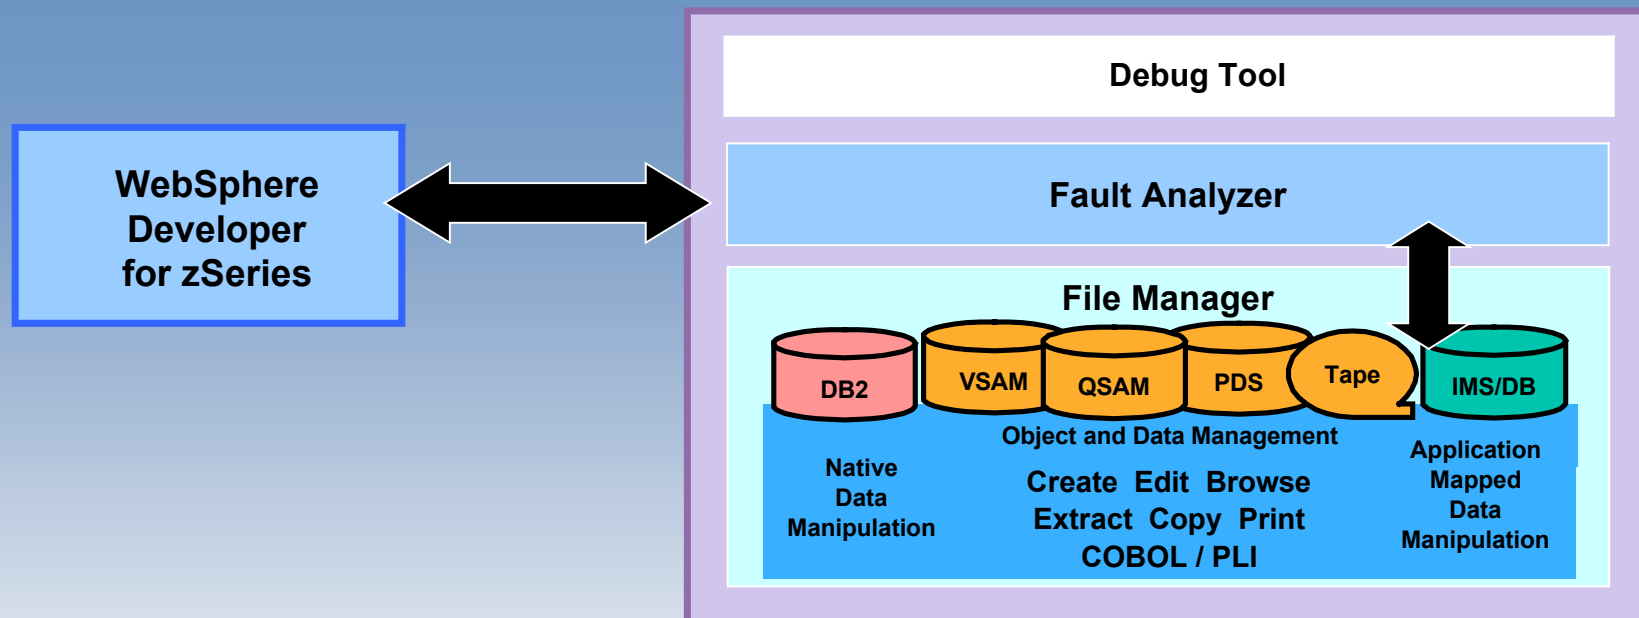 Debug Tool
WebSphere
Developer
for zSeries
Fault Analyzer
File Manager
DB2
VSAM
QSAM
PDS
Tape
IMS/DB
Object and Data Management
Native
Data
Manipulation
Create Edit Browse
Extract Copy Print
COBOL / PLI
Application
Mapped
Data
Manipulation